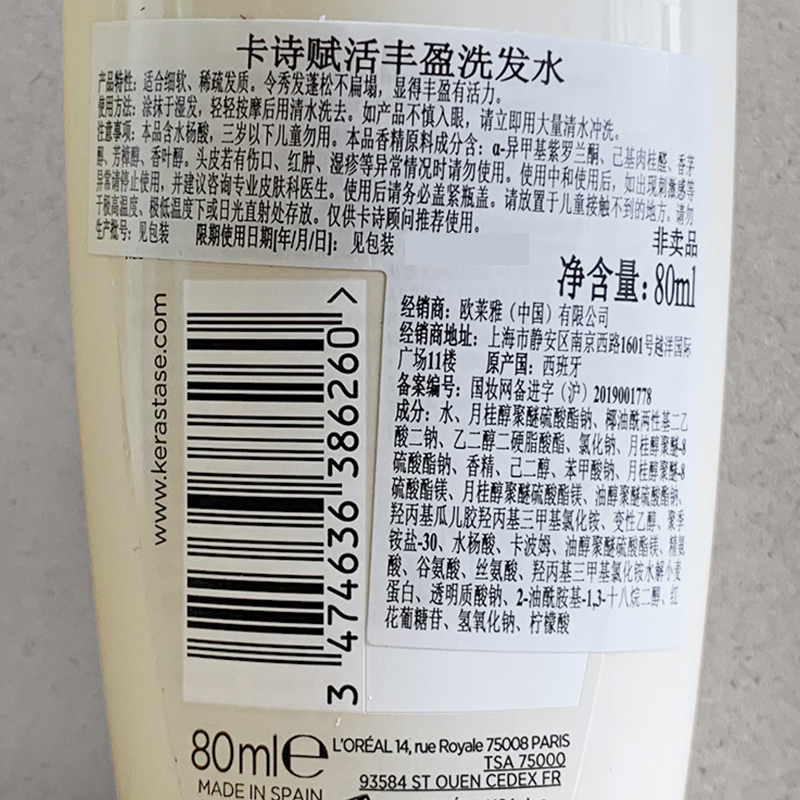 卡诗赋活丰盈洗发水
产品特性：适合细软、稀疏发质。令秀发蓬松不扁塌，显得丰盈有活力。
使用方法：涂抹于湿发，轻轻按摩后用清水洗去。如产品不慎入眼，请立即用大量清水冲洗。
注意事项：本品含水杨酸，三岁以下儿童勿用。本品香精原料成分含：α-异甲基紫罗兰酮、己基肉桂醛、香茅
醇、芳樟醇、香叶醇。头皮若有伤口、红肿、湿疹等异常情况时请勿使用。使用中和使用后，如出现刺激感等
异常请停止使用，并建议咨询专业皮肤科医生。使用后请务必盖紧瓶盖。请放置于儿童接触不到的地方。请勿
于极高温度、极低温度下或日光直射处存放。仅供卡诗顾问推荐使用。
生产批号：见包装 限期使用日期[年/月/日]：见包装
非卖品
净含量：80ml
经销商：欧莱雅（中国）有限公司
经销商地址：上海市静安区南京西路1601号越洋国际
广场11楼 原产国：西班牙
备案编号：国妆网备进字（沪）2019001778
成分：水、月桂醇聚醚硫酸酯钠、椰油酰两性基二乙
酸二钠、乙二醇二硬脂酸酯、氯化钠、月桂醇聚醚-8
硫酸酯钠、香精、己二醇、苯甲酸钠、月桂醇聚醚-8
硫酸酯镁、月桂醇聚醚硫酸酯镁、油醇聚醚硫酸酯钠、
羟丙基瓜儿胶羟丙基三甲基氯化铵、变性乙醇、聚季
铵盐-30、水杨酸、卡波姆、油醇聚醚硫酸酯镁、精氨
酸、谷氨酸、丝氨酸、羟丙基三甲基氯化铵水解小麦
蛋白、透明质酸钠、2-油酰胺基-1,3-十八烷二醇、红
花葡糖苷、氢氧化钠、柠檬酸
www.kerastase.com
3 474636 386260 >
80ml℮
MADE IN SPAIN
L'ORÉAL 14, rue Royale 75008 PARIS
TSA 75000
93584 ST OUEN CEDEX FR